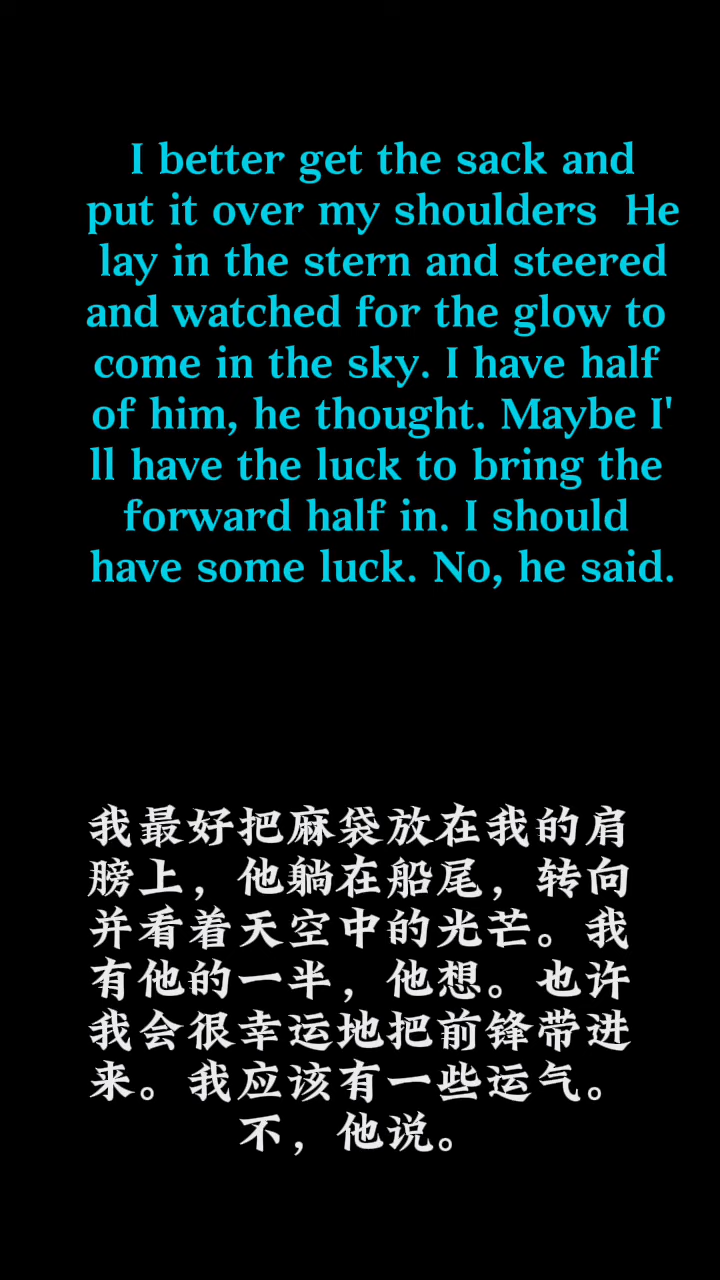 I better get the sack and
put it over my shoulders  He
lay in the stern and steered
and watched for the glow to
come in the sky. I have half
of him, he thought. Maybe I'
ll have the luck to bring the
forward half in. I should
have some luck. No, he said.
我最好把麻袋放在我的肩
膀上，他躺在船尾，转向
并看着天空中的光芒。我
有他的一半，他想。也许
我会很幸运地把前锋带进
来。我应该有一些运气。
不，他说。